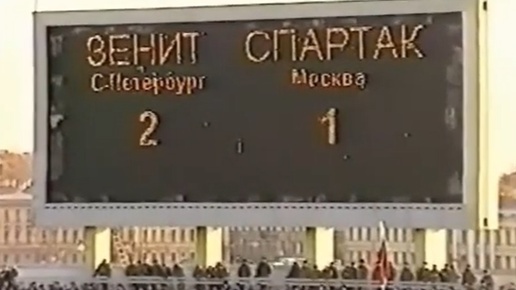 ЗЕНИТ СПАРТАК
С-Петербург Москва
2 1